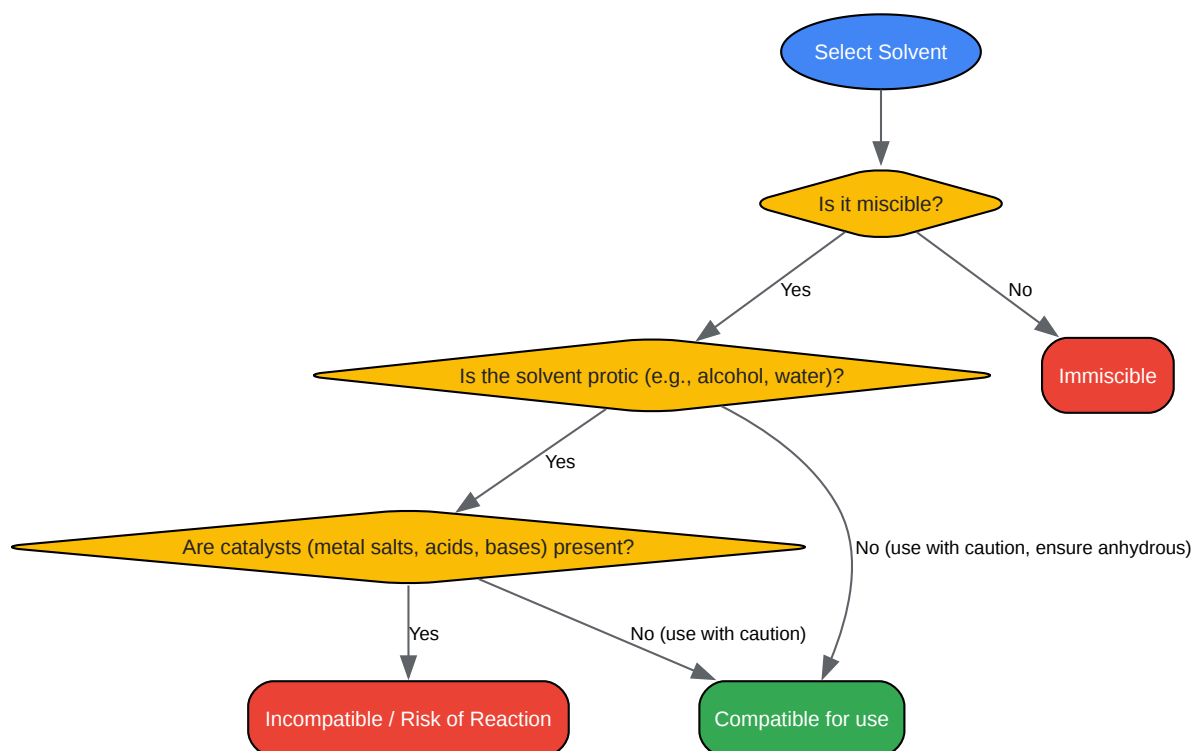 Select Solvent
Is it miscible?
Yes
No
Is the solvent protic (e.g., alcohol, water)?
Immiscible
Yes
Are catalysts (metal salts, acids, bases) present?
No (use with caution, ensure anhydrous)
Yes
No (use with caution)
Incompatible / Risk of Reaction
Compatible for use